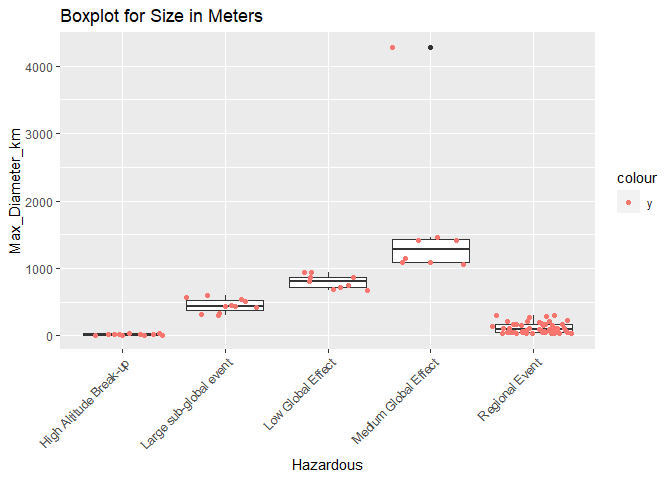 Boxplot for Size in Meters
Max_Diameter_km
4000
3000
2000
1000
0
High Altitude Break-up
Large sub-global event
Low Global Effect
Medium Global Effect
Regional Event
Hazardous
colour
y